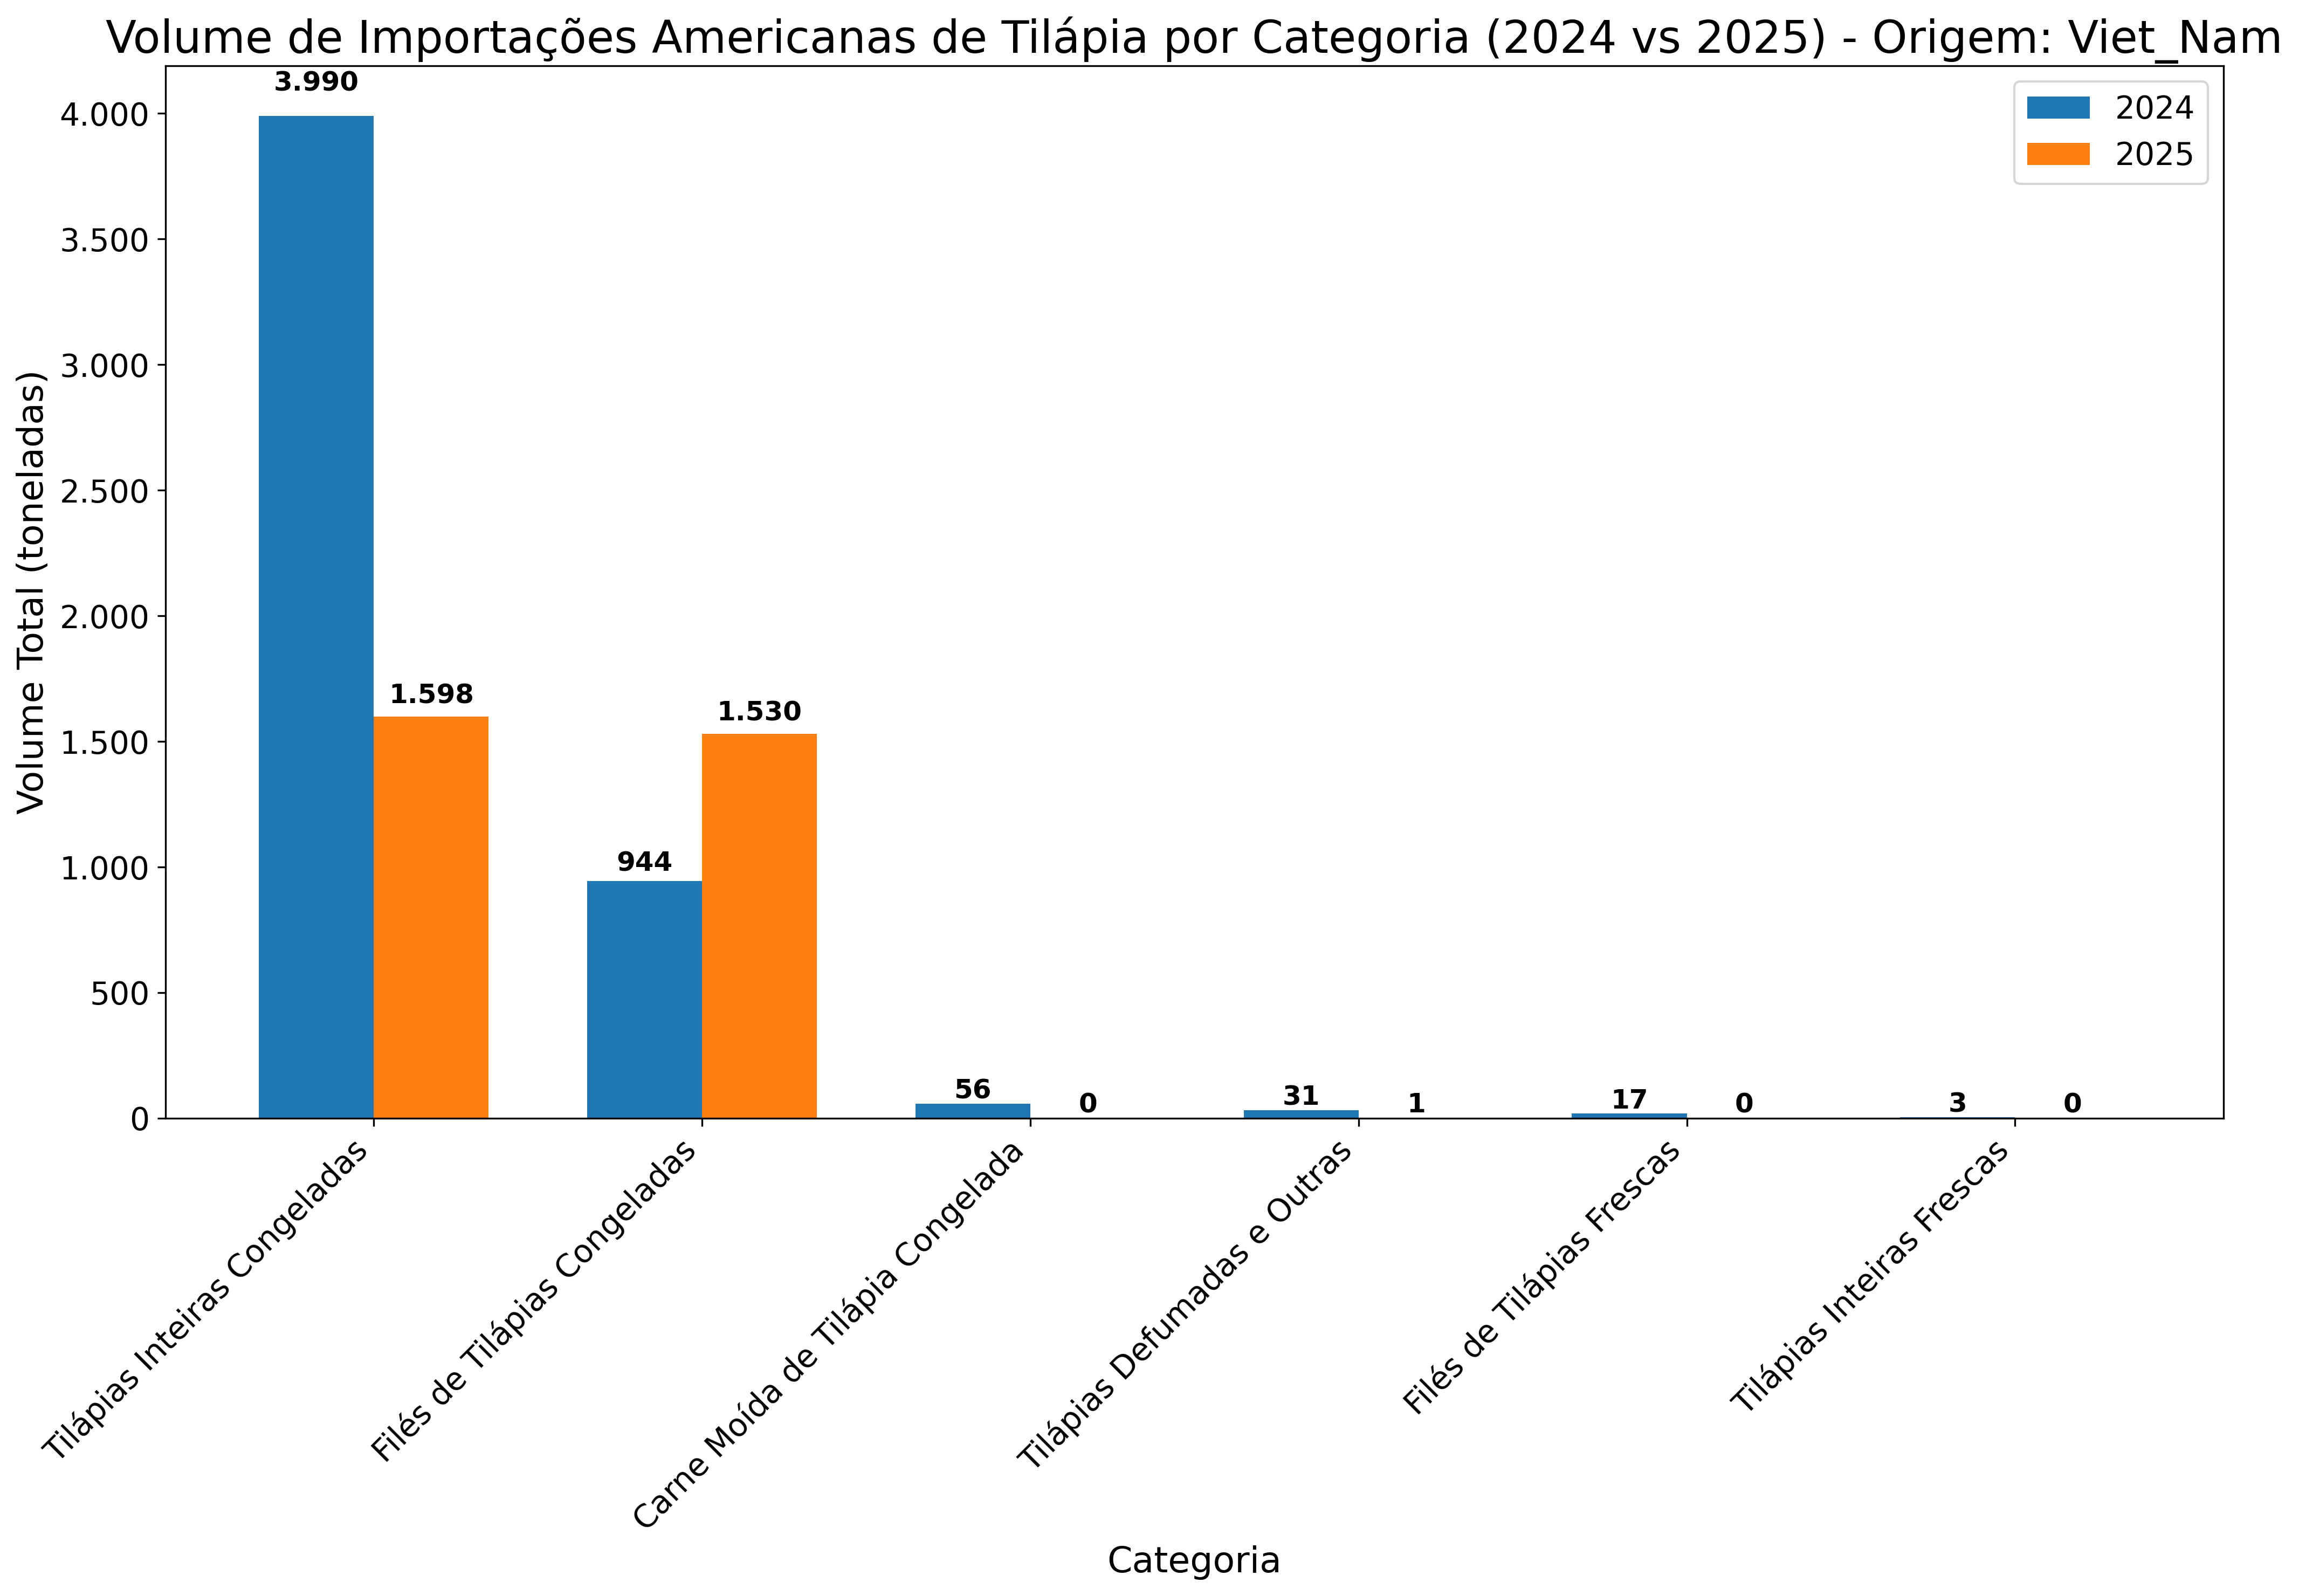 Volume de Importações Americanas de Tilápia por Categoria (2024 vs 2025) - Origem: Viet_Nam
2024
2025
Volume Total (toneladas)
4.000
3.500
3.000
2.500
2.000
1.500
1.000
500
0
3.990
1.598
944
1.530
56
0
31
1
17
0
3
0
Tilápias Inteiras Congeladas
Filés de Tilápias Congeladas
Carne Moída de Tilápia Congelada
Tilápias Defumadas e Outras
Filés de Tilápias Frescas
Tilápias Inteiras Frescas
Categoria